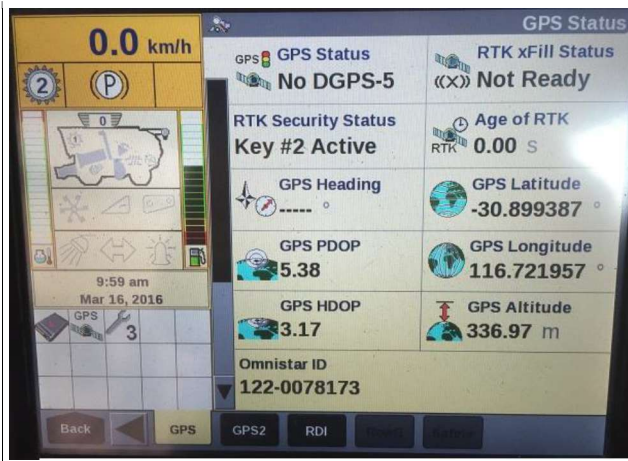 GPS Status
0.0 km/h
2
P
0
9:59 am
Mar 16, 2016
GPS
3
GPS
GPS Status
No DGPS-5
RTK xFill Status
((X)) Not Ready
RTK Security Status
Key #2 Active
RTK
Age of RTK
0.00 S
GPS Heading
----- °
GPS Latitude
-30.899387 °
GPS PDOP
5.38
GPS Longitude
116.721957 °
GPS HDOP
3.17
GPS Altitude
336.97 m
Omnistar ID
122-0078173
Back
GPS
GPS2
RDI